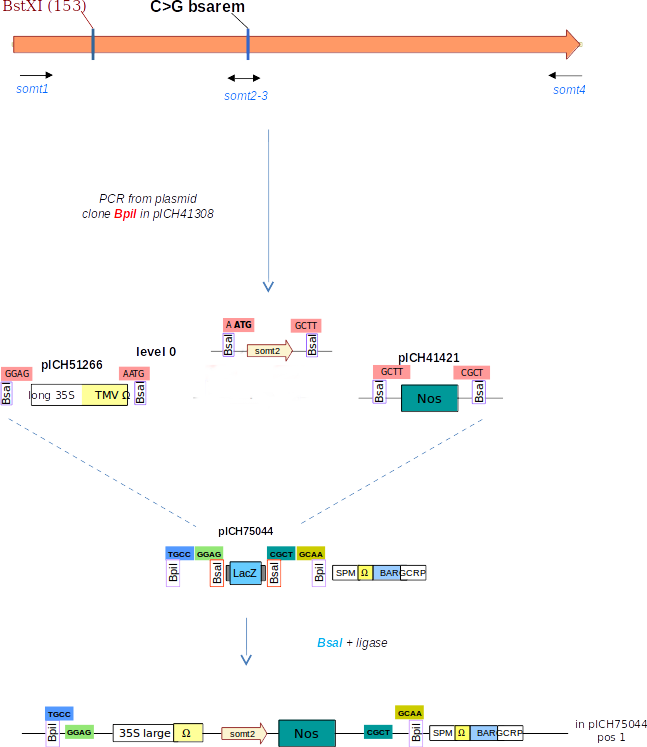 BstXI (153)
C>G bsarem
somt1
somt2-3
somt4
PCR from plasmid
clone BpiI in pICH41308
A ATG
GCTT
BsaI
somt2
BsaI
level 0
pICH51266
GGAG
AATG
BsaI
long 35S
TMV Ω
BsaI
pICH41421
GCTT
CGCT
BsaI
Nos
BsaI
pICH75044
TGCC
GGAG
CGCT
GCAA
BpiI
BsaI
LacZ
BsaI
BpiI
SPM
Ω
BAR
GCRP
BsaI + ligase
TGCC
BpiI
GGAG
35S large
Ω
somt2
Nos
CGCT
GCAA
BpiI
SPM
Ω
BAR
GCRP
in pICH75044
pos 1